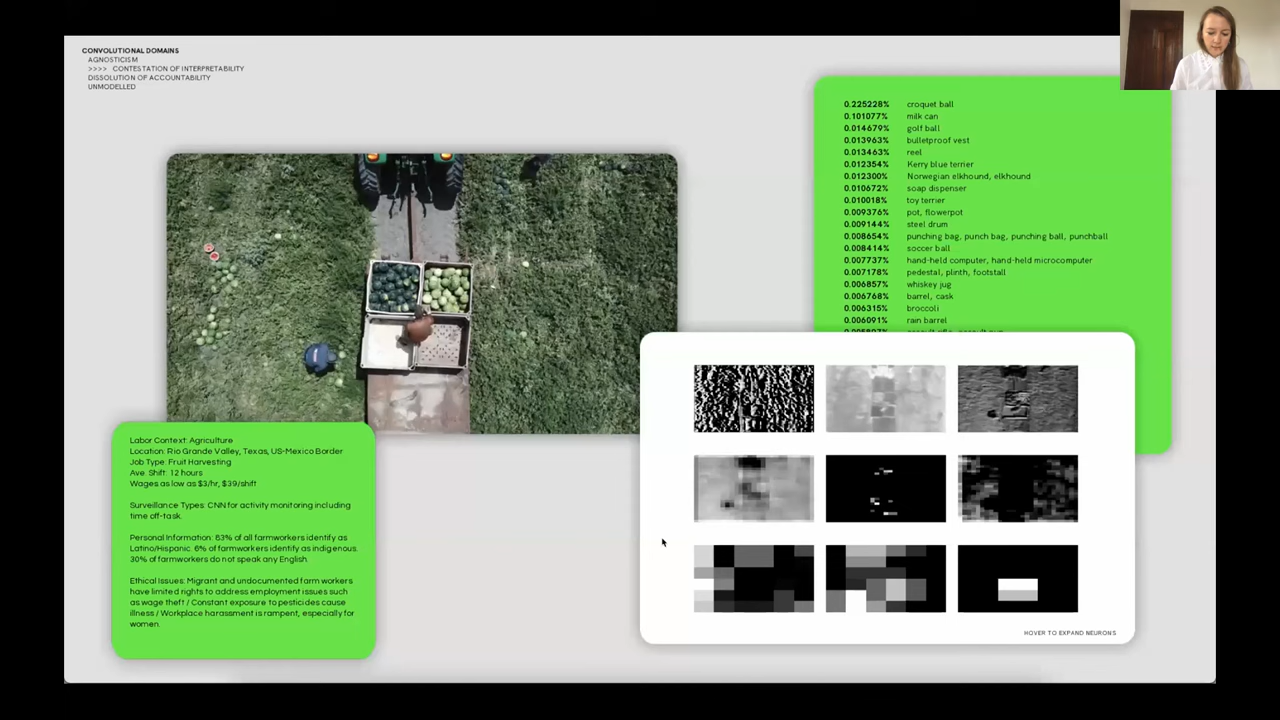 CONVOLUTIONAL DOMAINS
AGNOSTICISM
>>>> CONTESTATION OF INTERPRETABILITY
DISSOLUTION OF ACCOUNTABILITY
UNMODELLED
0.225228% croquet ball
0.101077% milk can
0.014679% golf ball
0.013963% bulletproof vest
0.013463% reel
0.012354% Kerry blue terrier
0.012300% Norwegian elkhound, elkhound
0.010672% soap dispenser
0.010018% toy terrier
0.009376% pot, flowerpot
0.009144% steel drum
0.008654% punching bag, punch bag, punching ball, punchball
0.008414% soccer ball
0.007737% hand-held computer, hand-held microcomputer
0.007178% pedestal, plinth, footstall
0.006857% whiskey jug
0.006768% barrel, cask
0.006315% broccoli
0.006091% rain barrel
Labor Context: Agriculture
Location: Rio Grande Valley, Texas, US-Mexico Border
Job Type: Fruit Harvesting
Ave. Shift: 12 hours
Wages as low as $3/hr, $39/shift
Surveillance Types: CNN for activity monitoring including
time off-task.
Personal Information: 83% of all farmworkers identify as
Latino/Hispanic. 6% of farmworkers identify as indigenous.
30% of farmworkers do not speak any English.
Ethical Issues: Migrant and undocumented farm workers
have limited rights to address employment issues such
as wage theft / Constant exposure to pesticides cause
illness / Workplace harassment is rampent, especially for
women.
HOVER TO EXPAND NEURONS